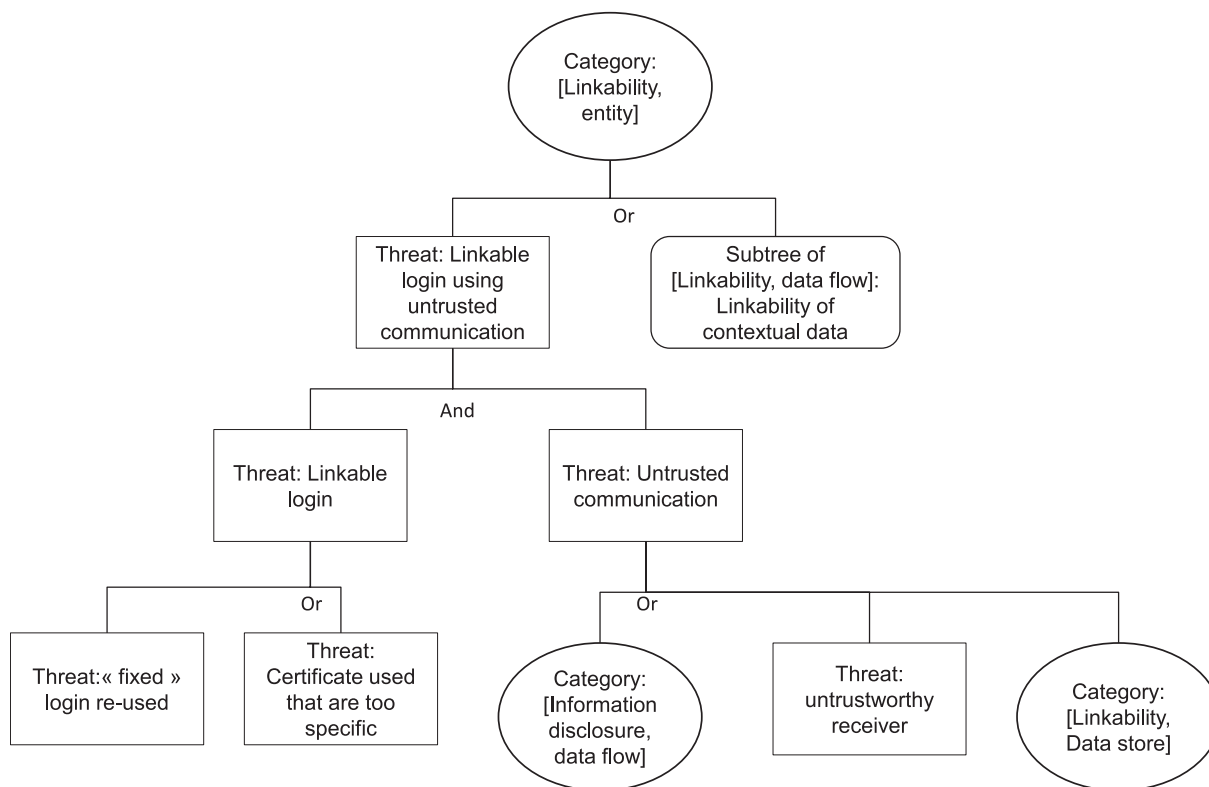 Category:
[Linkability,
entity]
Or
Threat: Linkable
login using
untrusted
communication
Subtree of
[Linkability, data flow]:
Linkability of
contextual data
And
Threat: Linkable
login
Threat: Untrusted
communication
Or
Or
Threat:« fixed »
login re-used
Threat:
Certificate used
that are too
specific
Category:
[Information
disclosure,
data flow]
Threat:
untrustworthy
receiver
Category:
[Linkability,
Data store]